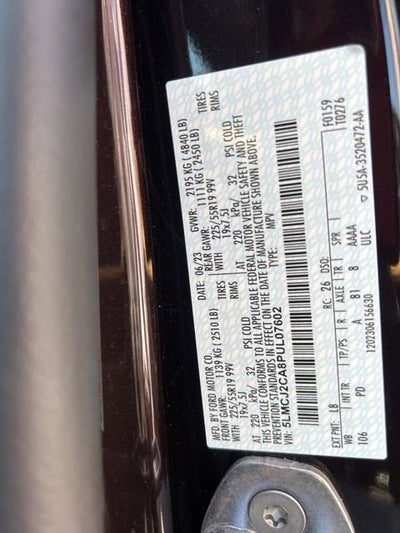 MFD. BY FORD MOTOR CO.
06/23 GVWR: 2195 KG ( 4840 LB)
FRONT GAWR: 1139 KG ( 2510 LB) REAR GAWR: 1111 KG ( 2450 LB)
WITH 225/55R19 99V TIRES WITH 225/55R19 99V TIRES
19x7.5J RIMS 19x7.5J RIMS
AT 220 kPa/ 32 PSI COLD AT 220 kPa/ 32 PSI COLD
THIS VEHICLE CONFORMS TO ALL APPLICABLE FEDERAL MOTOR VEHICLE SAFETY AND THEFT
PREVENTION STANDARDS IN EFFECT ON THE DATE OF MANUFACTURE SHOWN ABOVE.
VIN: 5LMCJ2CA8PUL07602
TYPE: MPV
F0159
T0276
EXT PNT: L8 RC: 26 DSO:
WB INT TR TP/PS R AXLE TR SPR
106 PD A 81 8 AAAA
1202306156630 ULC
5U5A-3520472-AA